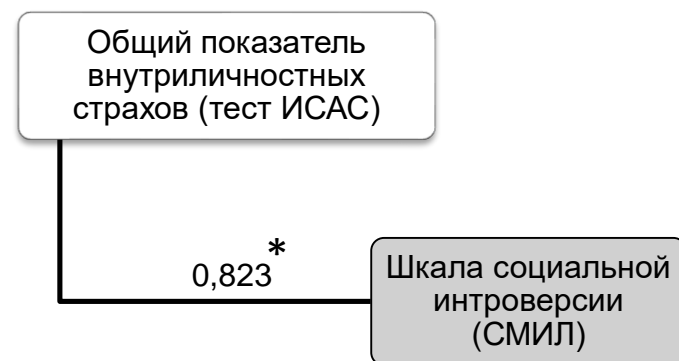 Общий показатель
внутриличностных
страхов (тест ИСАС)
0,823*
Шкала социальной
интроверсии
(СМИЛ)